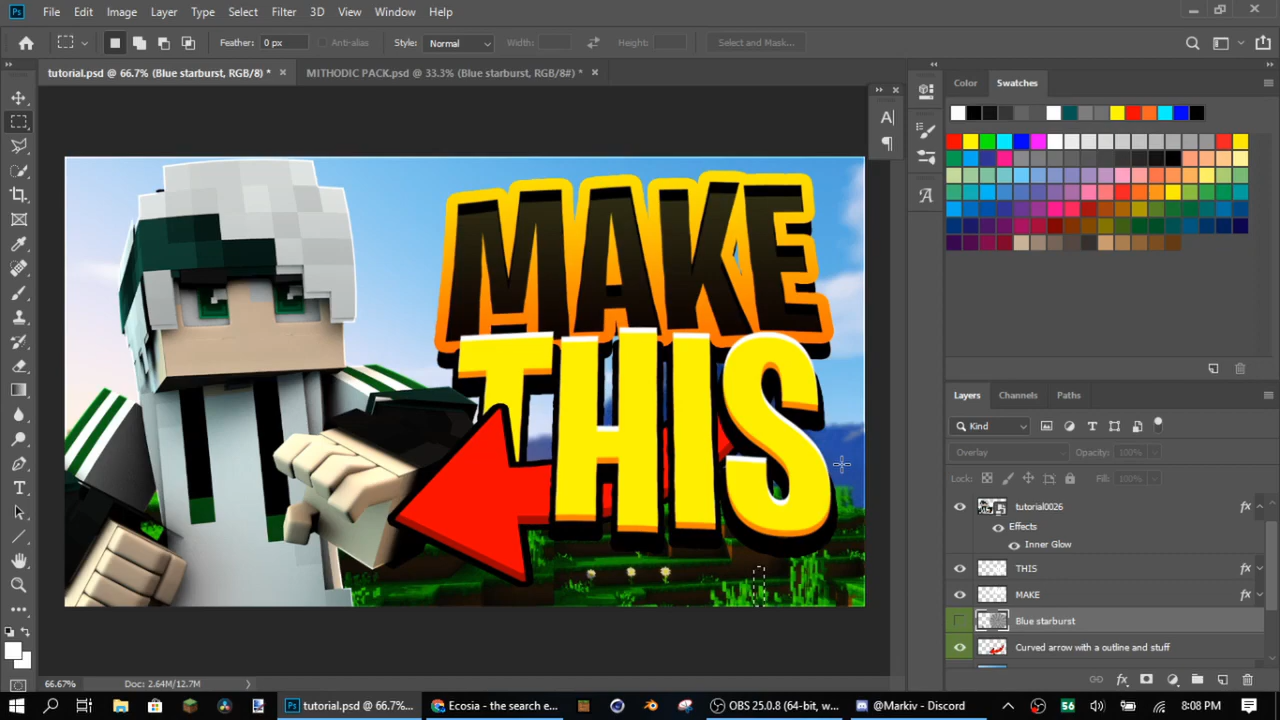 Ps File Edit Image Layer Type Select Filter 3D View Window Help
Feather: 0 px Anti-alias Style: Normal Width: Height: Select and Mask...
tutorial.psd @ 66.7% (Blue starburst, RGB/8) * MITHODIC PACK.psd @ 33.3% (Blue starburst, RGB/8#) *
Color Swatches
MAKE
THIS
Layers Channels Paths
Kind
Overlay Opacity: 100%
Lock: Fill: 100%
tutorial0026 fx
Effects
Inner Glow
THIS fx
MAKE fx
Blue starburst
Curved arrow with a outline and stuff
66.67% Doc: 2.64M/12.7M
tutorial.psd @ 66.7%... Ecosia - the search e... OBS 25.0.8 (64-bit, w... @Markiv - Discord 56 8:08 PM